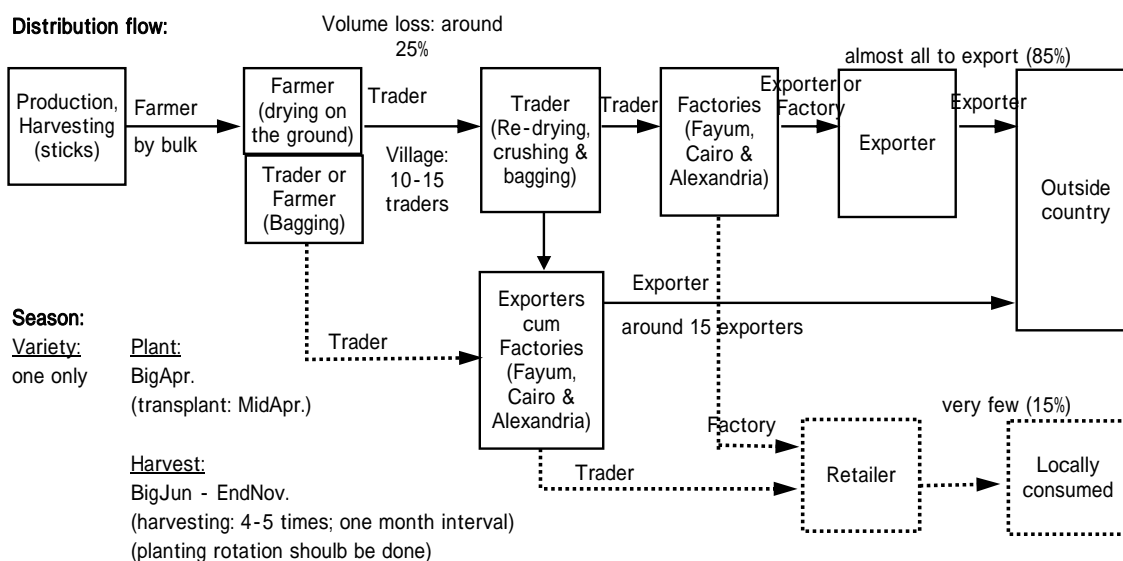 Distribution flow:
Volume loss: around
25%
almost all to export (85%)
Production,
Harvesting
(sticks)
Farmer
by bulk
Farmer
(drying on
the ground)
Trader or
Farmer
(Bagging)
Trader
Village:
10-15
traders
Trader
(Re-drying,
crushing &
bagging)
Trader
Factories
(Fayum,
Cairo &
Alexandria)
Exporter or
Factory
Exporter
Exporter
Outside
country
Trader
Exporters
cum
Factories
(Fayum,
Cairo &
Alexandria)
Exporter
around 15 exporters
Season:
Variety:
one only
Plant:
BigApr.
(transplant: MidApr.)
Harvest:
BigJun - EndNov.
(harvesting: 4-5 times; one month interval)
(planting rotation shoulb be done)
Factory
Trader
Retailer
very few (15%)
Locally
consumed